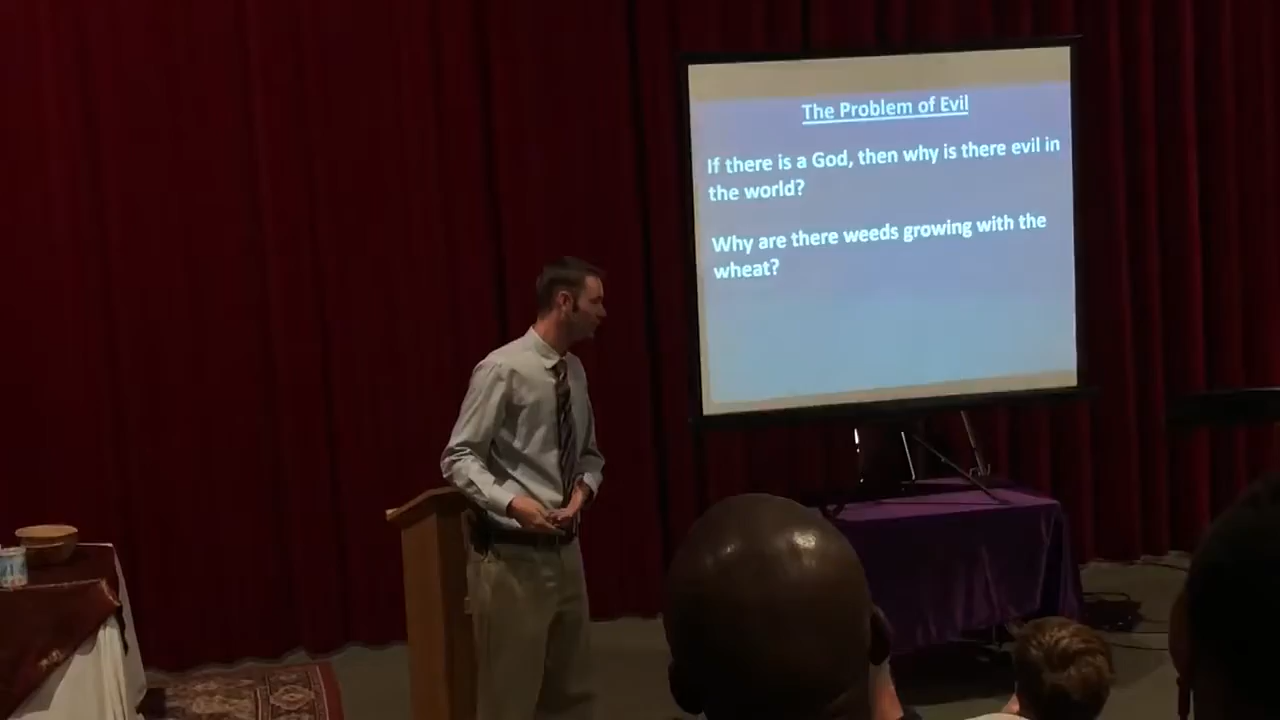 The Problem of Evil
If there is a God, then why is there evil in
the world?
Why are there weeds growing with the
wheat?